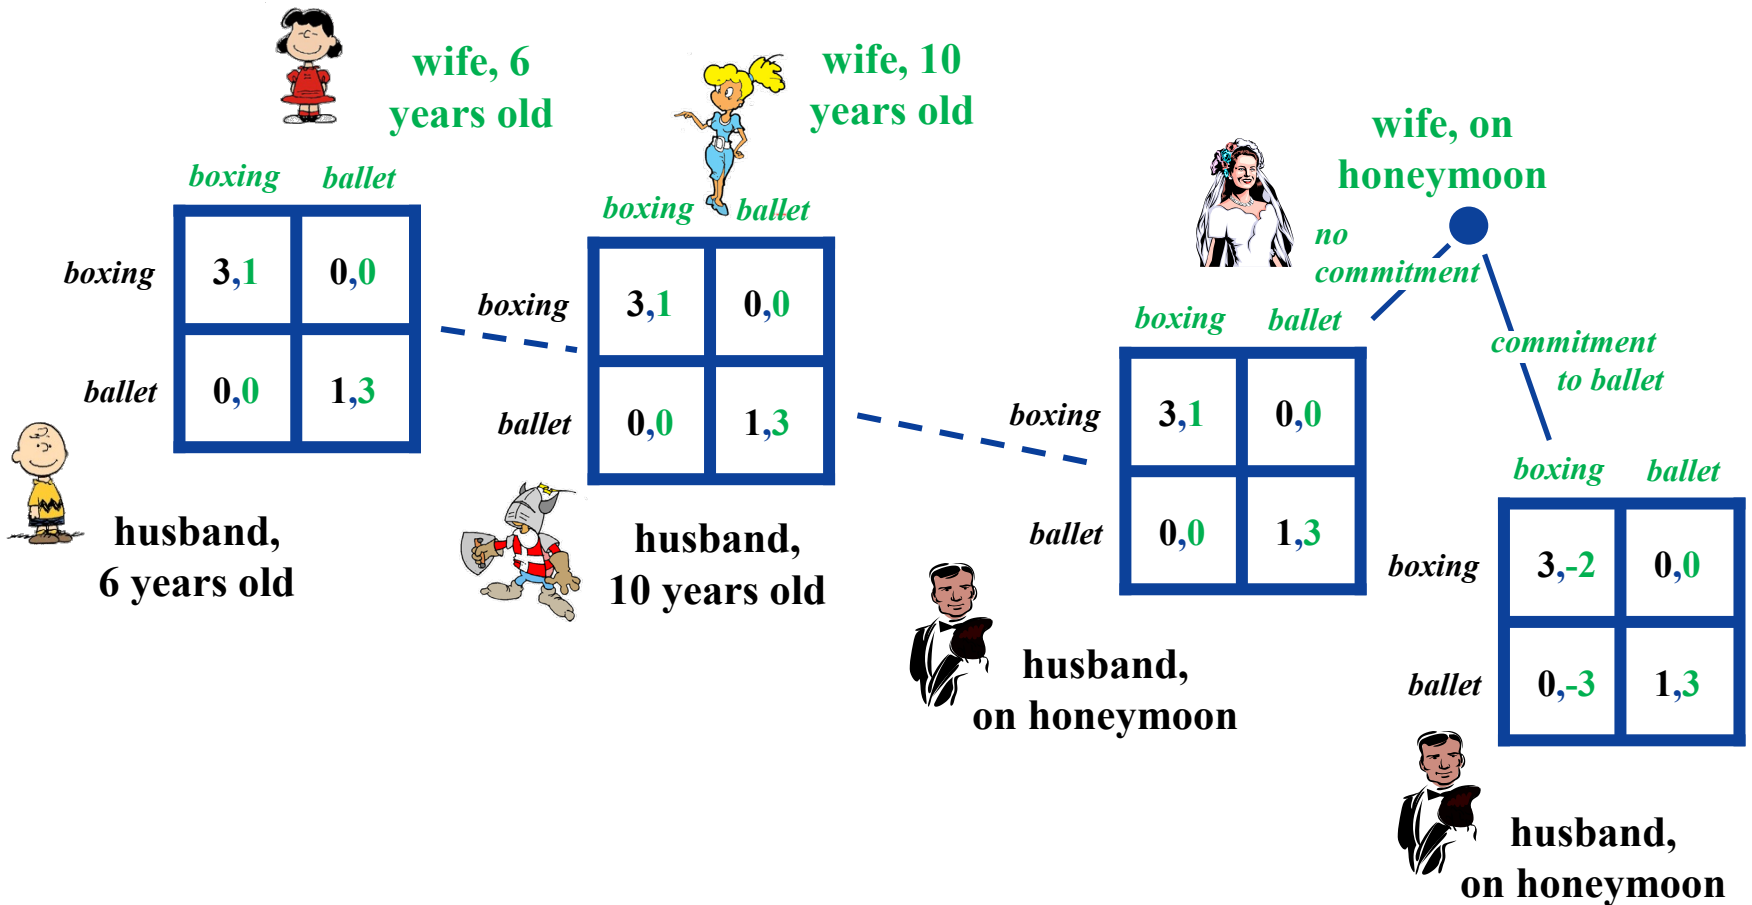 wife, 6
years old
boxing ballet
boxing 3,1 0,0
ballet 0,0 1,3
husband,
6 years old
wife, 10
years old
boxing ballet
boxing 3,1 0,0
ballet 0,0 1,3
husband,
10 years old
wife, on
honeymoon
no
commitment
commitment
to ballet
boxing ballet
boxing 3,1 0,0
ballet 0,0 1,3
husband,
on honeymoon
boxing ballet
boxing 3,-2 0,0
ballet 0,-3 1,3
husband,
on honeymoon